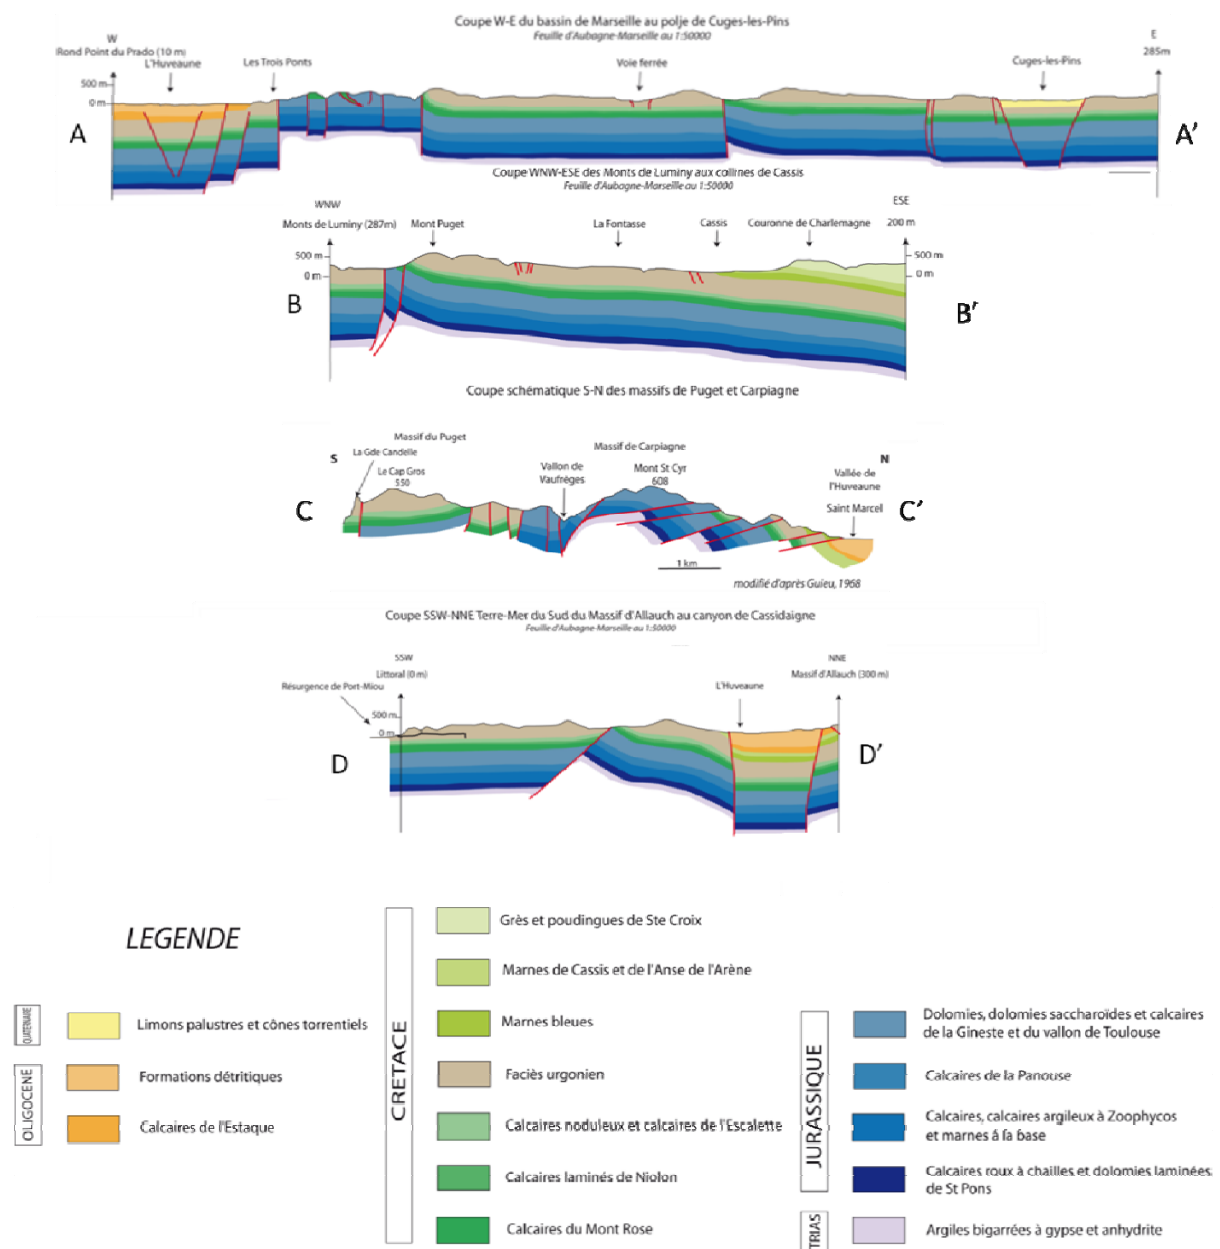 Coupe W-E du bassin de Marseille au polje de Cuges-les-Pins
Feuille d'Aubagne-Marseille au 1:50000
W
Rond Point du Prado (10 m)
L'Huveaune
Les Trois Ponts
Voie ferrée
Cuges-les-Pins
E
285m
500 m
0 m
A
A'
Coupe WNW-ESE des Monts de Luminy aux collines de Cassis
Feuille d'Aubagne-Marseille au 1:50000
WNW
Monts de Luminy (287m)
Mont Puget
La Fontasse
Cassis
Couronne de Charlemagne
ESE
200 m
500 m
0 m
500 m
0 m
B
B'
Coupe schématique S-N des massifs de Puget et Carpiagne
S
Massif du Puget
La Gde Candelle
Le Cap Gros
550
Vallon de
Vaufrèges
Massif de Carpiagne
Mont St Cyr
608
N
Vallée de
l'Huveaune
Saint Marcel
C
C'
1 km
modifié d'après Guieu, 1968
Coupe SSW-NNE Terre-Mer du Sud du Massif d'Allauch au canyon de Cassidaigne
Feuille d'Aubagne-Marseille au 1:50000
SSW
Littoral (0 m)
Résurgence de Port-Miou
L'Huveaune
NNE
Massif d'Allauch (300 m)
500 m
0 m
D
D'
LEGENDE
QUATERNAIRE
Limons palustres et cônes torrentiels
OLIGOCENE
Formations détritiques
Calcaires de l'Estaque
CRETACE
Grès et poudingues de Ste Croix
Marnes de Cassis et de l'Anse de l'Arène
Marnes bleues
Faciès urgonien
Calcaires noduleux et calcaires de l'Escalette
Calcaires laminés de Niolon
Calcaires du Mont Rose
JURASSIQUE
Dolomies, dolomies saccharoïdes et calcaires
de la Gineste et du vallon de Toulouse
Calcaires de la Panouse
Calcaires, calcaires argileux à Zoophycos
et marnes à la base
Calcaires roux à chailles et dolomies laminées
de St Pons
TRIAS
Argiles bigarrées à gypse et anhydrite